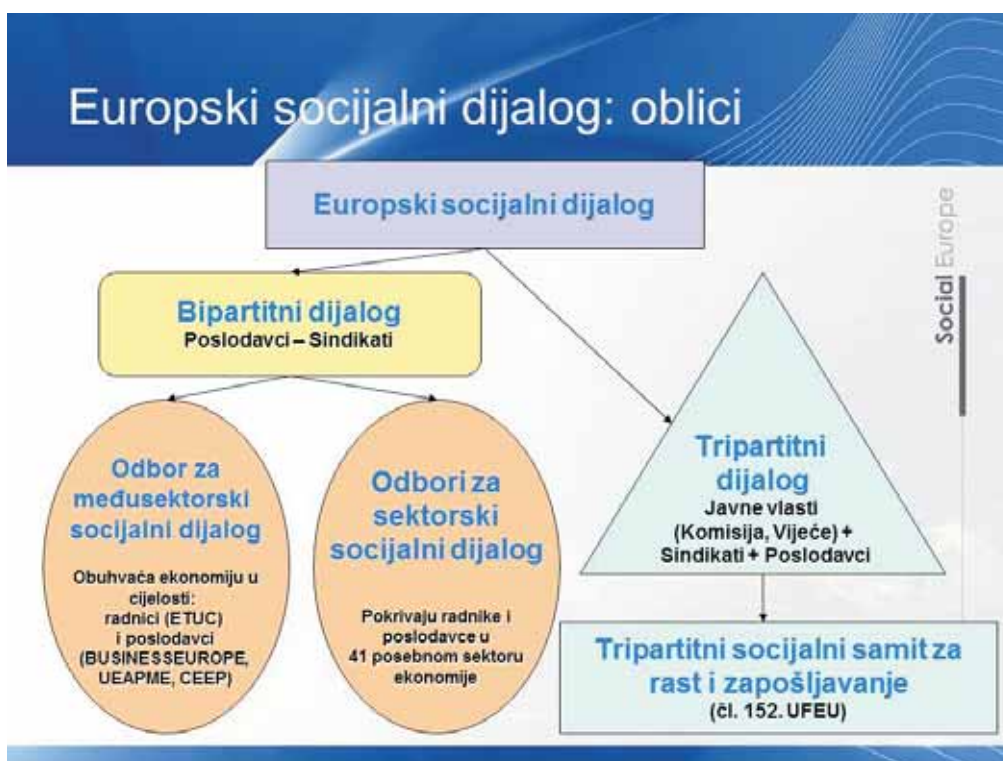 Europski socijalni dijalog: oblici
Europski socijalni dijalog
Social Europe
Bipartitni dijalog
Poslodavci – Sindikati
Odbor za
međusektorski
socijalni dijalog
Obuhvaća ekonomiju u
cijelosti:
radnici (ETUC)
i poslodavci
(BUSINESSEUROPE,
UEAPME, CEEP)
Odbori za
sektorski
socijalni dijalog
Pokrivaju radnike i
poslodavce u
41 posebnom sektoru
ekonomije
Tripartitni
dijalog
Javne vlasti
(Komisija, Vijeće) +
Sindikati + Poslodavci
Tripartitni socijalni samit za
rast i zapošljavanje
(čl. 152. UFEU)